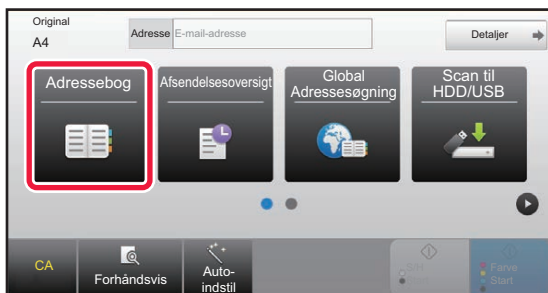 Original
A4
Adresse
E-mail-adresse
Detaljer
Adressebog
Afsendelsesoversigt
Global
Adressesøgning
Scan til
HDD/USB
CA
Forhåndsvis
Auto-
indstil
S/H
Start
Farve
Start